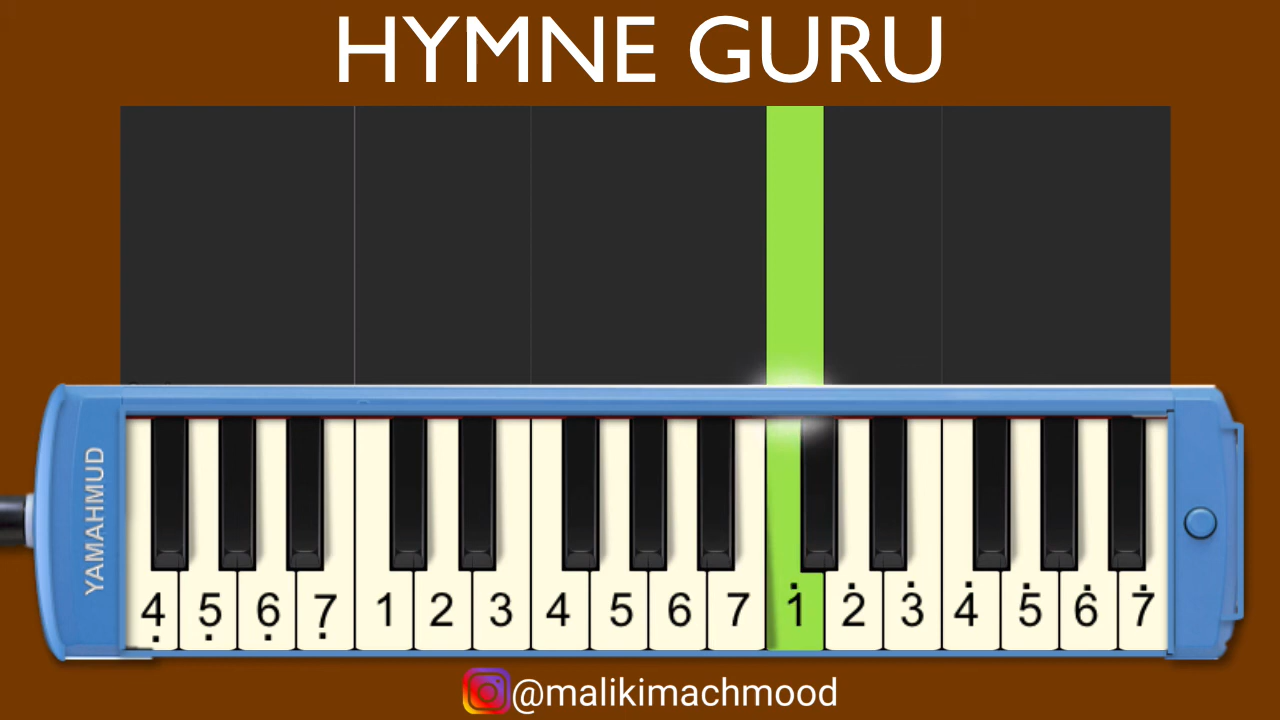 HYMNE GURU
YAMAHMUD
4̣ 5̣ 6̣ 7̣ 1 2 3 4 5 6 7 1̇ 2̇ 3̇ 4̇ 5̇ 6̇ 7̇
@malikimachmood